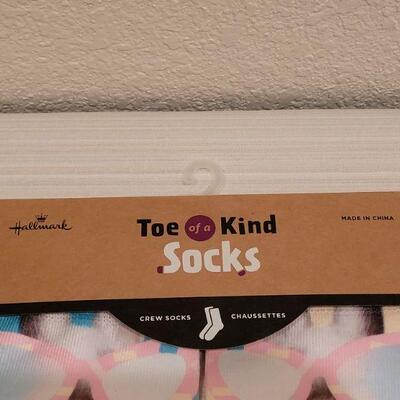 Hallmark
Toe of a Kind
Socks
MADE IN CHINA
CREW SOCKS
CHAUSSETTES